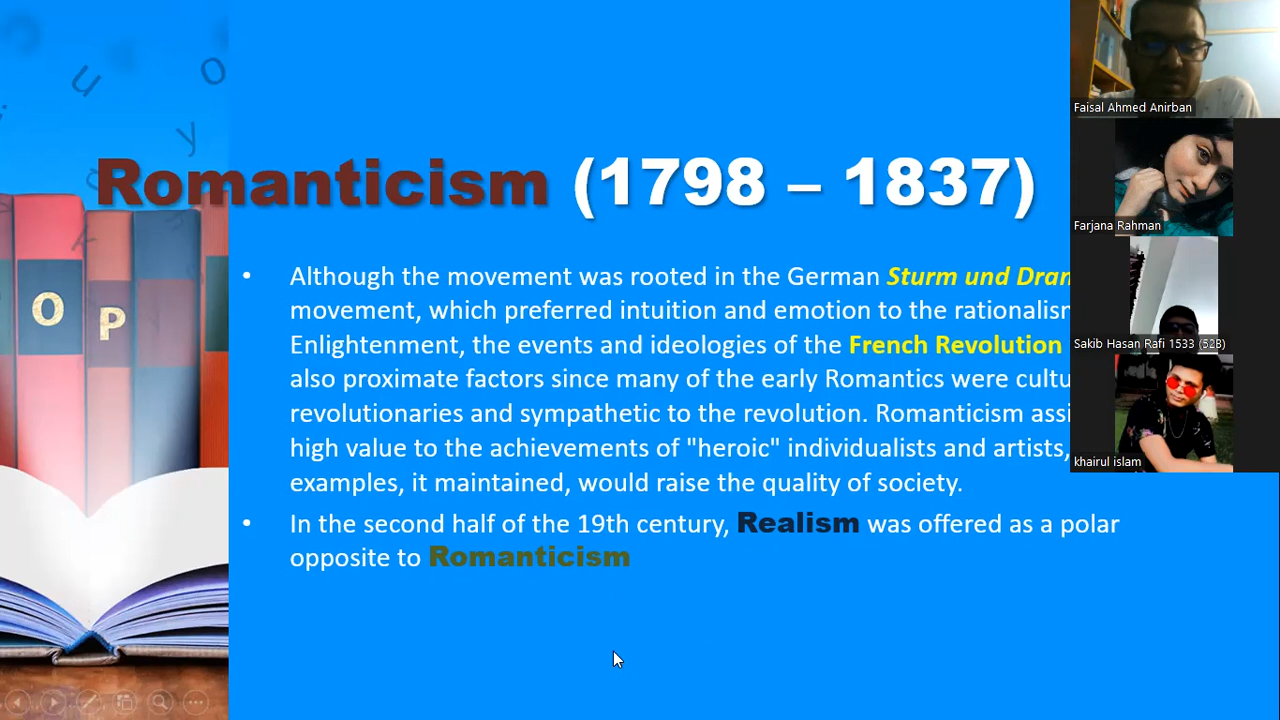 Romanticism (1798 – 1837)
• Although the movement was rooted in the German Sturm und
movement, which preferred intuition and emotion to the
Enlightenment, the events and ideologies of the French Revolution
also proximate factors since many of the early Romantics were
revolutionaries and sympathetic to the revolution. Romanticism
high value to the achievements of "heroic" individualists and artists,
examples, it maintained, would raise the quality of society.
• In the second half of the 19th century, Realism was offered as a polar
opposite to Romanticism
Faisal Ahmed Anirban
Farjana Rahman
Sakib Hasan Rafi 1533 (52B)
khairul islam
O
P
u
o
y
k